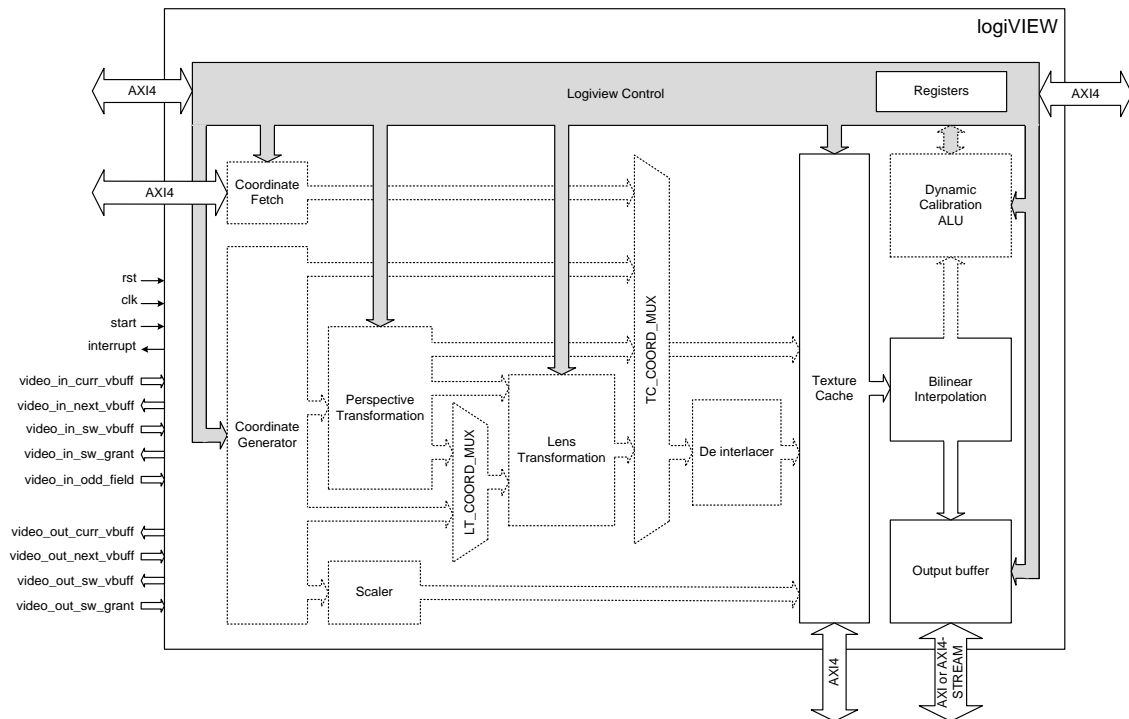 logiVIEW
AXI4
Logiview Control
Registers
AXI4
AXI4
Coordinate
Fetch
Dynamic
Calibration
ALU
rst
clk
start
interrupt
video_in_curr_vbuff
video_in_next_vbuff
video_in_sw_vbuff
video_in_sw_grant
video_in_odd_field
video_out_curr_vbuff
video_out_next_vbuff
video_out_sw_vbuff
video_out_sw_grant
Coordinate
Generator
Perspective
Transformation
LT_COORD_MUX
Lens
Transformation
TC_COORD_MUX
De interlacer
Scaler
Texture
Cache
Bilinear
Interpolation
Output buffer
AXI4
AXI or AXI4-
STREAM